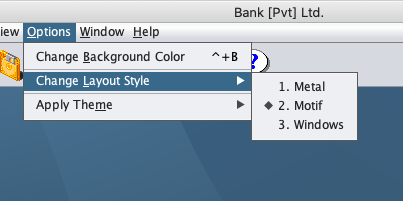 Bank [Pvt] Ltd.
iew Options Window Help
Change Background Color ^+B
Change Layout Style
Apply Theme
1. Metal
2. Motif
3. Windows
?